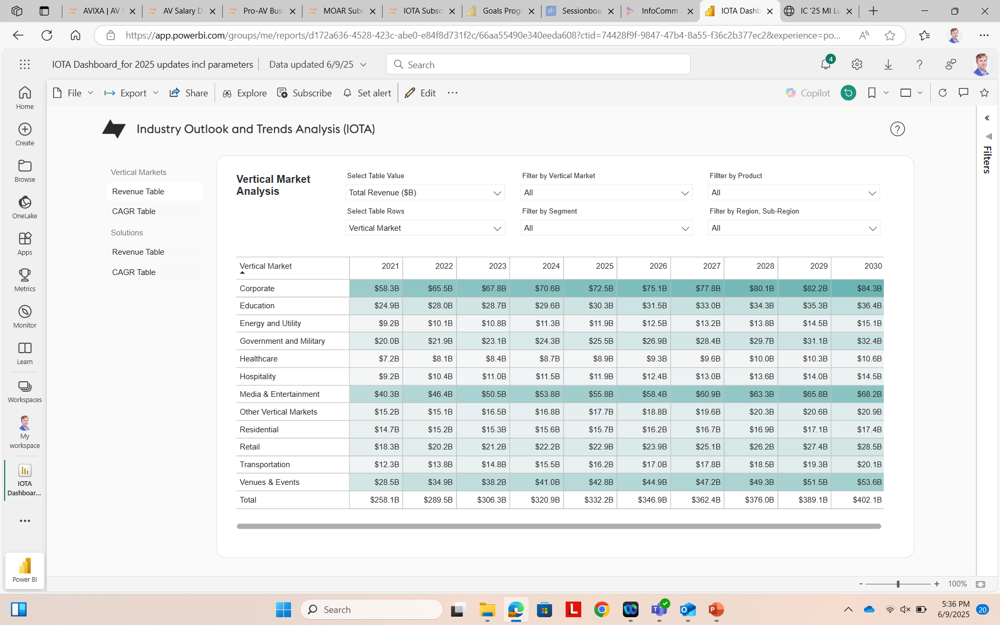 AVIXA | AV
AV Salary D
Pro-AV Busi
MOAR Subs
IOTA Subsc
Goals Progr
Sessionboa
InfoComm
IOTA Dashb
IC '25 MI Lu
https://app.powerbi.com/groups/me/reports/d172a636-4528-423c-abe0-e84f8d731f2c/66aa55490e340eeda608?ctid=74428f9f-9847-47b4-8a55-f36c2b377ec2&experience=po...
IOTA Dashboard_for 2025 updates incl parameters
Data updated 6/9/25
Search
4
File
Export
Share
Explore
Subscribe
Set alert
Edit
Copilot
Home
Create
Browse
OneLake
Apps
Metrics
Monitor
Learn
Workspaces
My
workspace
IOTA
Dashboar...
Power BI
Industry Outlook and Trends Analysis (IOTA)
Filters
Vertical Markets
Revenue Table
CAGR Table
Solutions
Revenue Table
CAGR Table
Vertical Market
Analysis
Select Table Value
Total Revenue ($B)
Select Table Rows
Vertical Market
Filter by Vertical Market
All
Filter by Segment
All
Fillter by Product
All
Filter by Region, Sub-Region
All
Vertical Market 2021 2022 2023 2024 2025 2026 2027 2028 2029 2030
Corporate $58.3B $65.5B $67.8B $70.6B $72.5B $75.1B $77.8B $80.1B $82.2B $84.3B
Education $24.9B $28.0B $28.7B $29.6B $30.3B $31.5B $33.0B $34.3B $35.3B $36.4B
Energy and Utility $9.2B $10.1B $10.8B $11.3B $11.9B $12.5B $13.2B $13.8B $14.5B $15.1B
Government and Military $20.0B $21.9B $23.1B $24.3B $25.5B $26.9B $28.4B $29.7B $31.1B $32.4B
Healthcare $7.2B $8.1B $8.4B $8.7B $8.9B $9.3B $9.6B $10.0B $10.3B $10.6B
Hospitality $9.2B $10.4B $11.0B $11.5B $11.9B $12.4B $13.0B $13.6B $14.0B $14.5B
Media & Entertainment $40.3B $46.4B $50.5B $53.8B $55.8B $58.4B $60.9B $63.3B $65.8B $68.2B
Other Vertical Markets $15.2B $15.1B $16.5B $16.8B $17.7B $18.8B $19.6B $20.3B $20.6B $20.9B
Residential $14.7B $15.2B $15.3B $15.6B $15.7B $16.2B $16.7B $16.9B $17.1B $17.4B
Retail $18.3B $20.2B $21.2B $22.2B $22.9B $23.9B $25.1B $26.2B $27.4B $28.5B
Transportation $12.3B $13.8B $14.8B $15.5B $16.2B $17.0B $17.8B $18.5B $19.3B $20.1B
Venues & Events $28.5B $34.9B $38.2B $41.0B $42.8B $44.9B $47.2B $49.3B $51.5B $53.6B
Total $258.1B $289.5B $306.3B $320.9B $332.2B $346.9B $362.4B $376.0B $389.1B $402.1B
- + 100%
Search
5:36 PM
6/9/2025
20